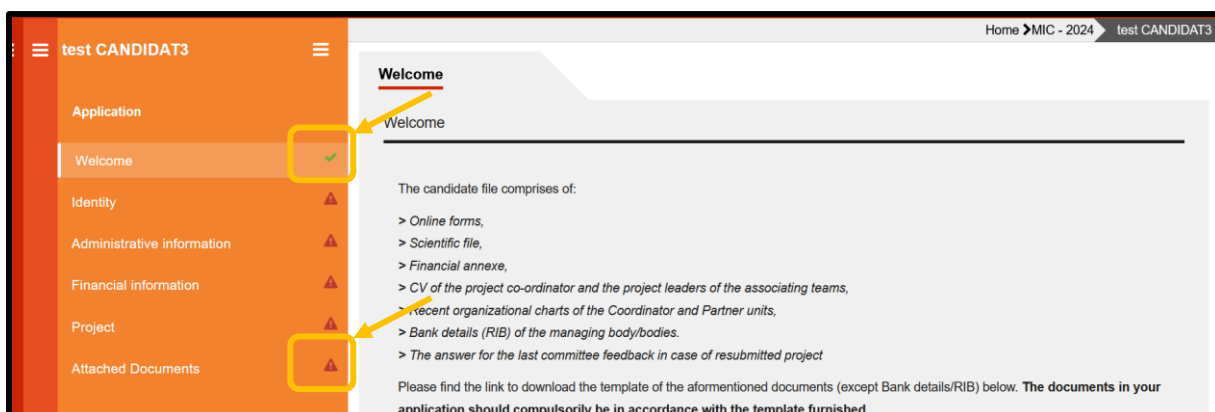 Home MIC - 2024 test CANDIDAT3
test CANDIDAT3
Welcome
Application
Welcome
Welcome
The candidate file comprises of:
Identity
> Online forms,
Administrative information
> Scientific file,
> Financial annexe,
Financial information
> CV of the project co-ordinator and the project leaders of the associating teams,
> Recent organizational charts of the Coordinator and Partner units,
Project
> Bank details (RIB) of the managing body/bodies.
> The answer for the last committee feedback in case of resubmitted project
Attached Documents
Please find the link to download the template of the aformentioned documents (except Bank details/RIB) below. The documents in your
application should compulsorily be in accordance with the template furnished